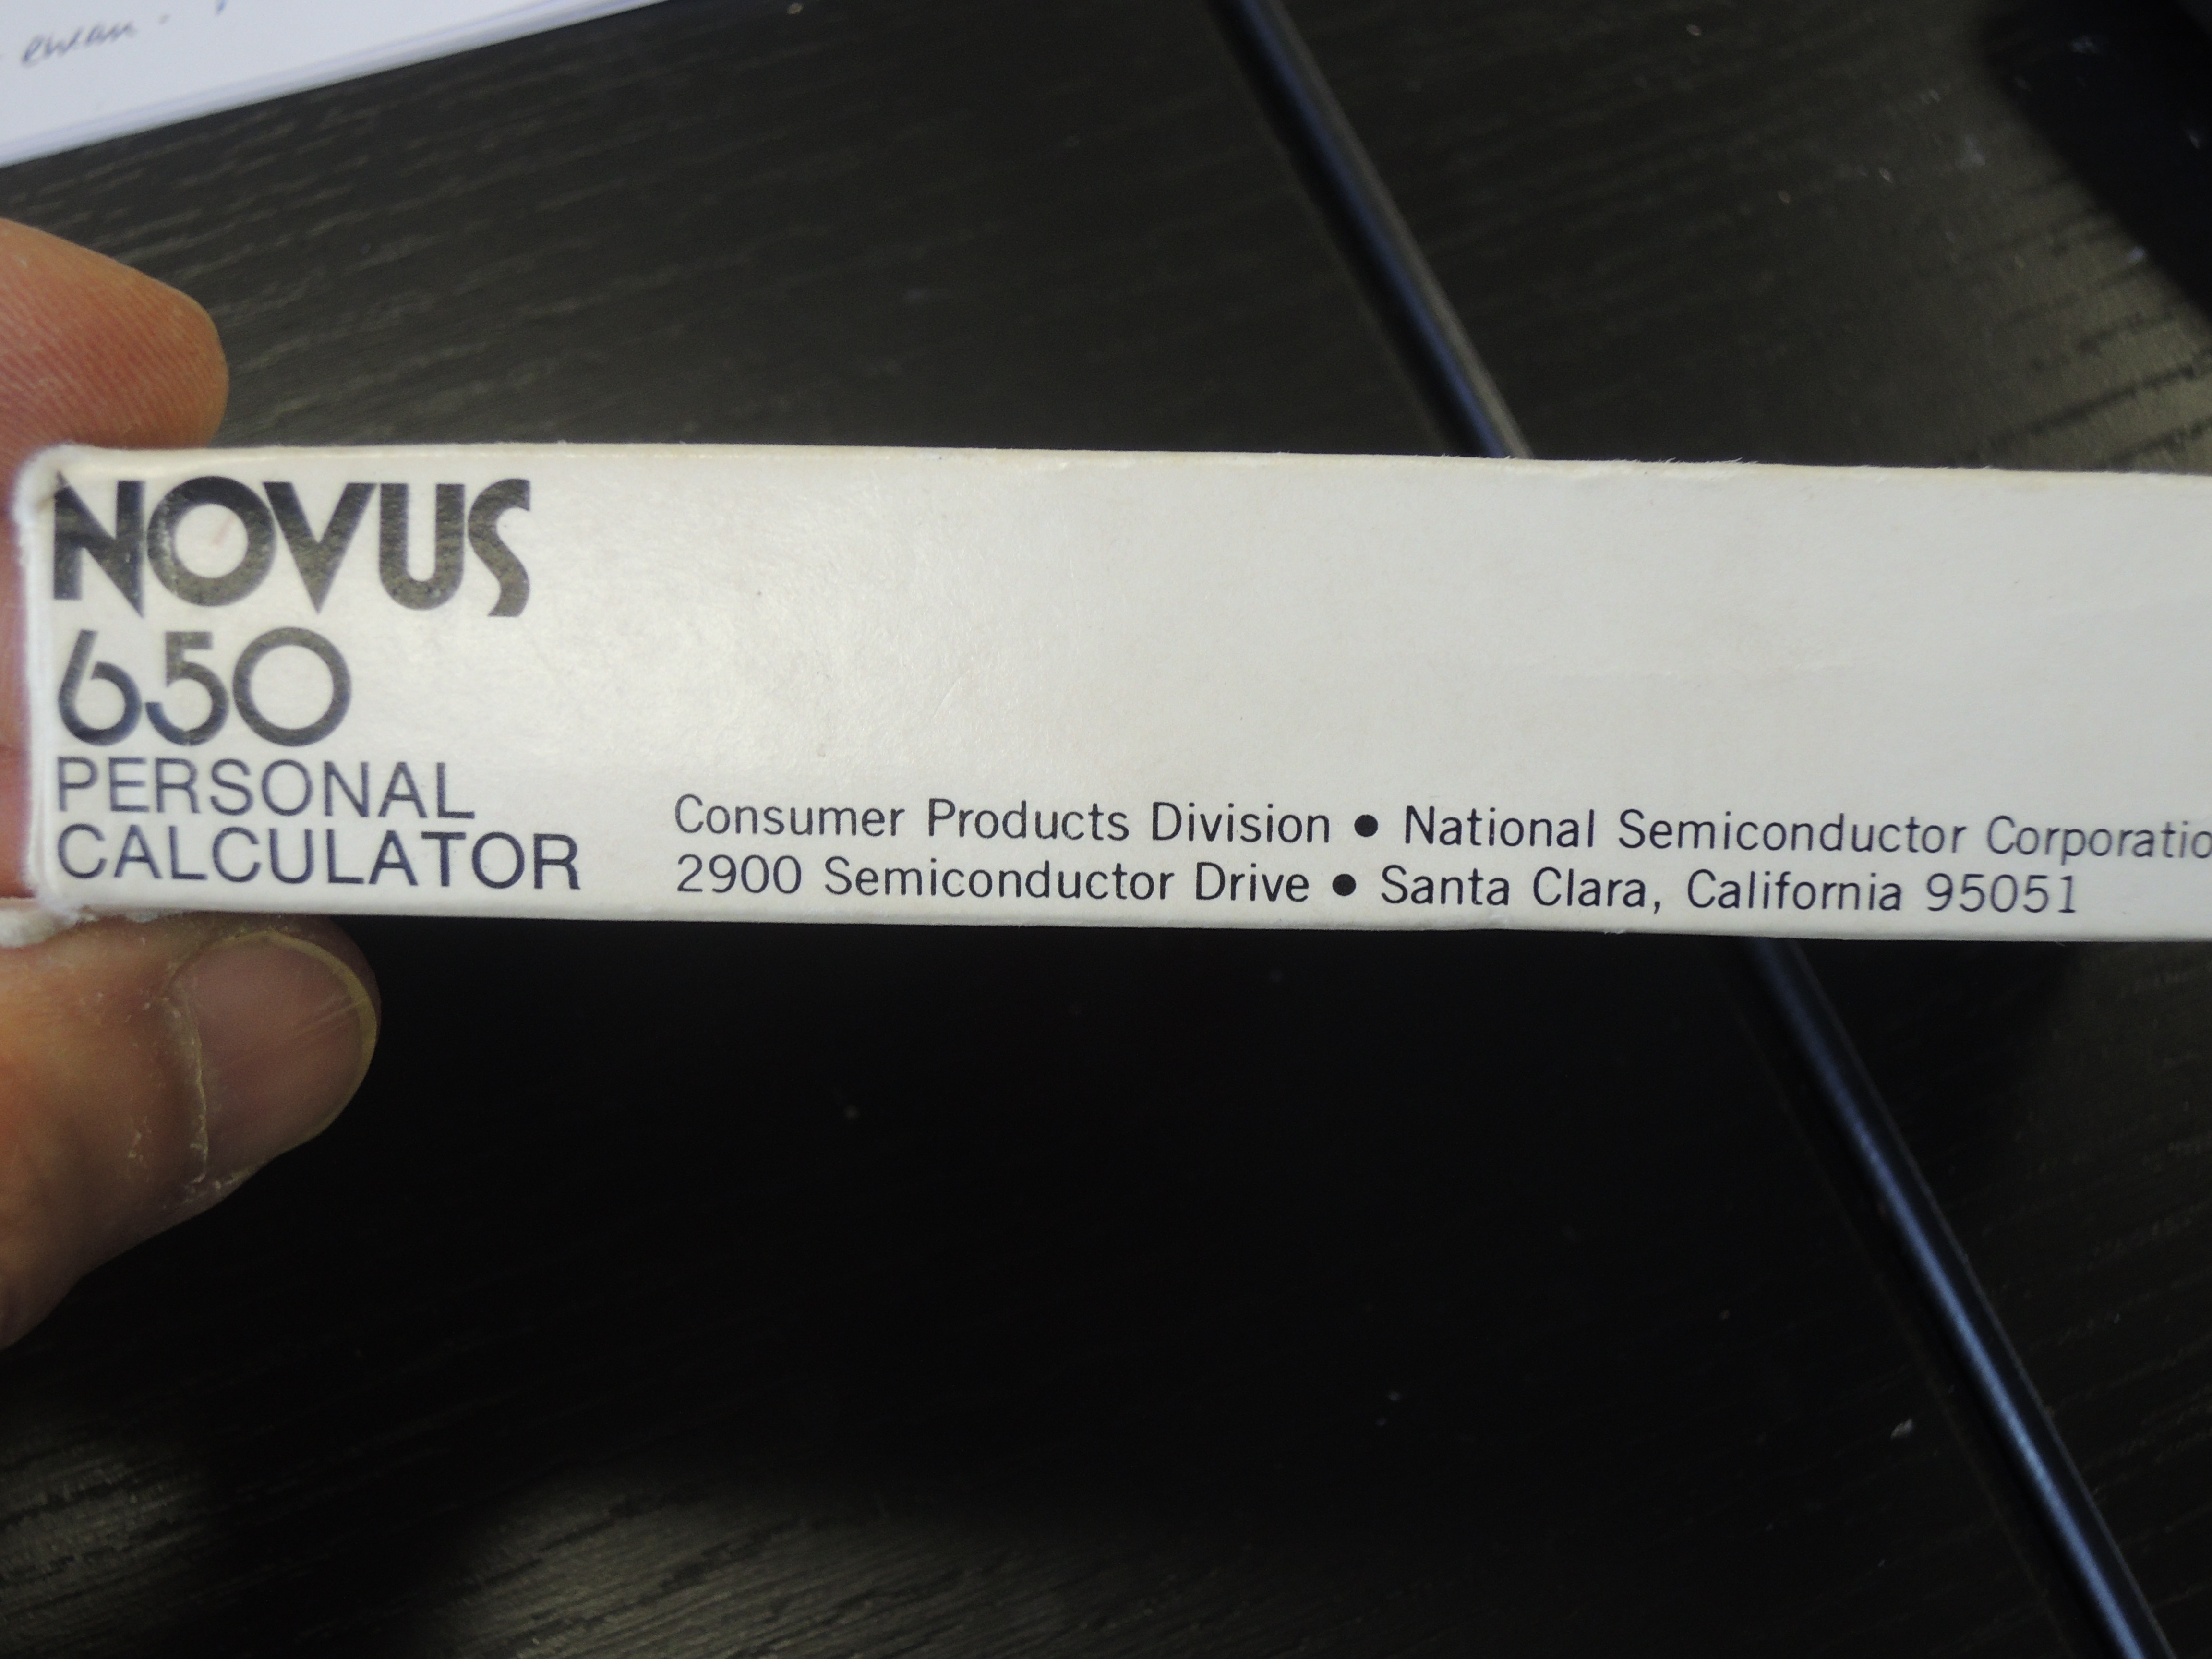 NOVUS
650
PERSONAL
CALCULATOR
Consumer Products Division ● National Semiconductor Corporatio
2900 Semiconductor Drive ● Santa Clara, California 95051